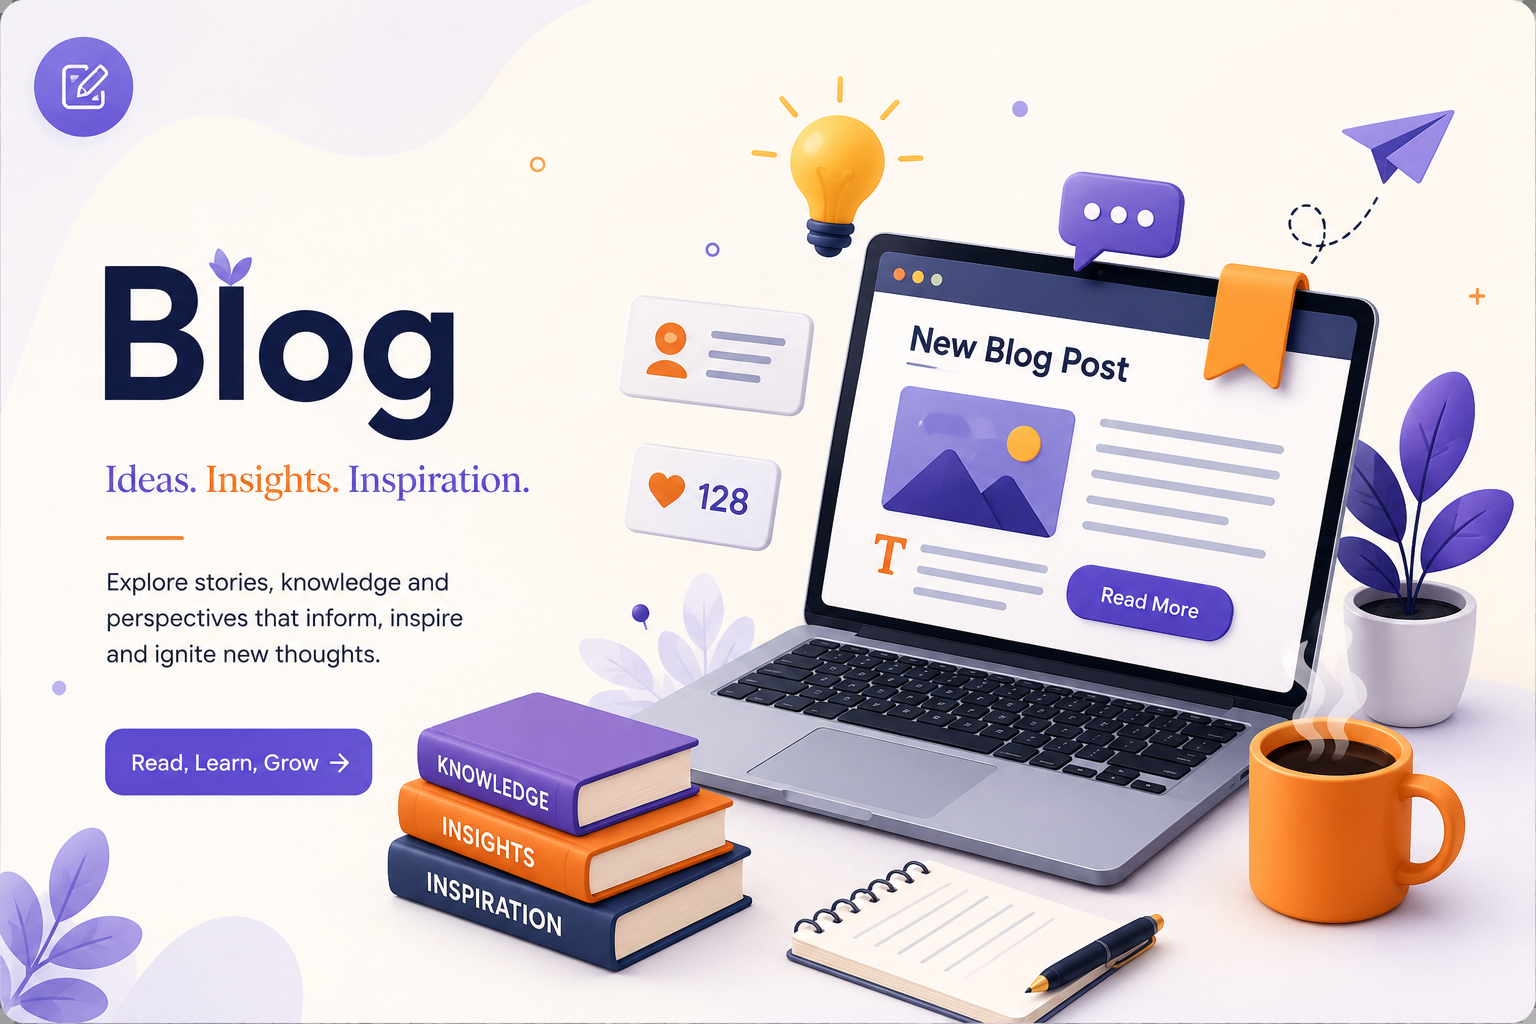 Blog
Ideas. Insights. Inspiration.
Explore stories, knowledge and
perspectives that inform, inspire
and ignite new thoughts.
Read, Learn, Grow →
128
New Blog Post
T
Read More
KNOWLEDGE
INSIGHTS
INSPIRATION